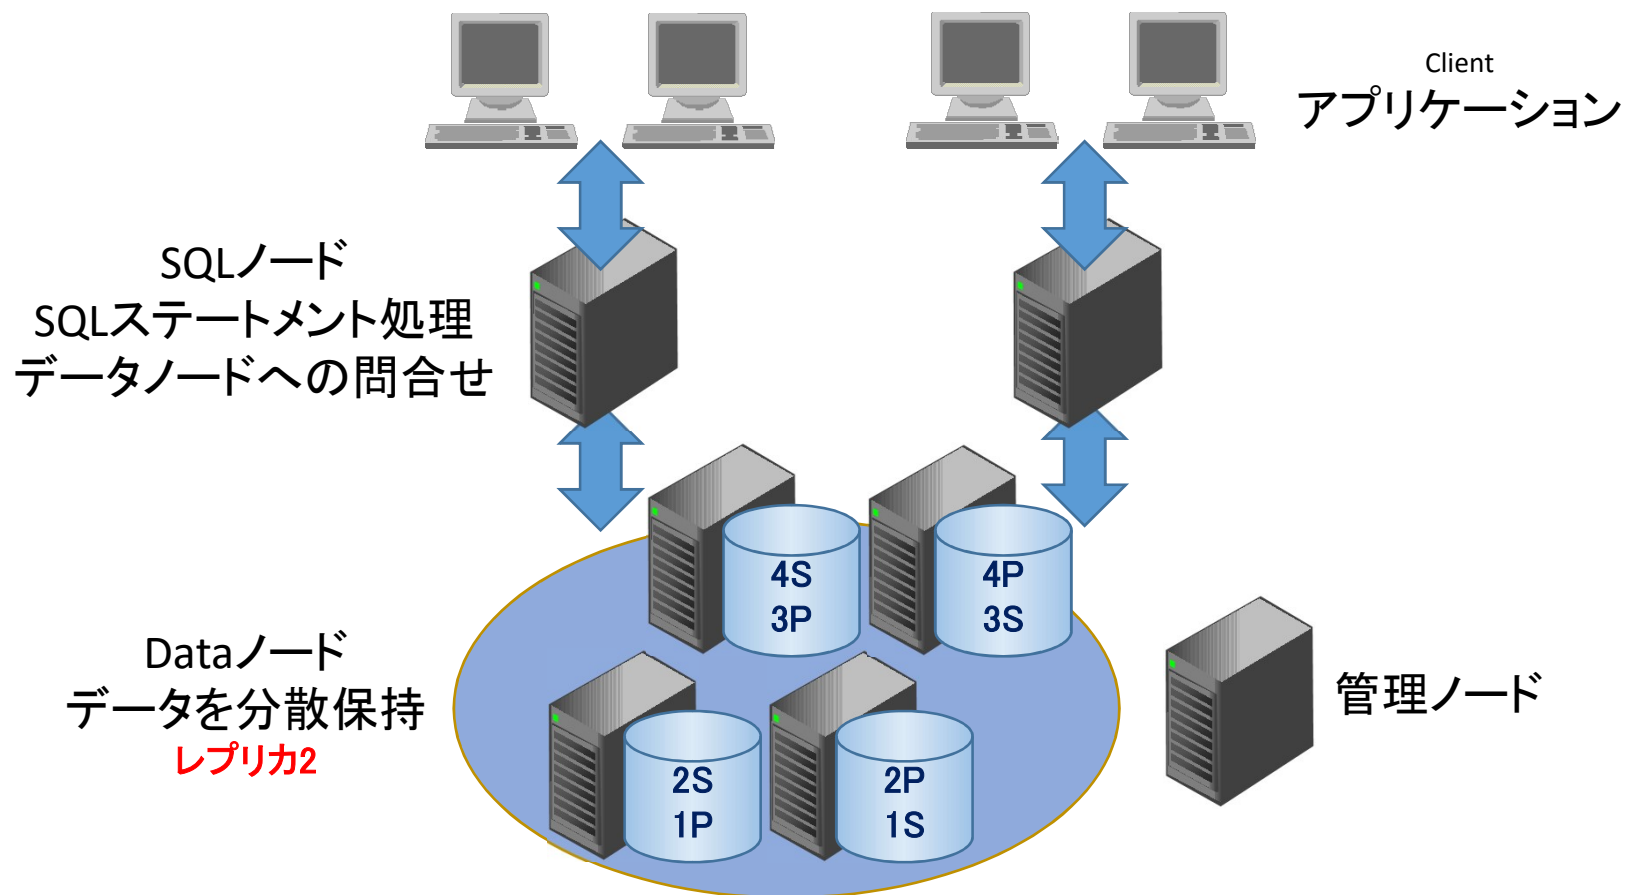 Client
アプリケーション
SQLノード
SQLステートメント処理
データノードへの問合せ
4S
3P
4P
3S
Dataノード
データを分散保持
レプリカ2
2S
1P
2P
1S
管理ノード